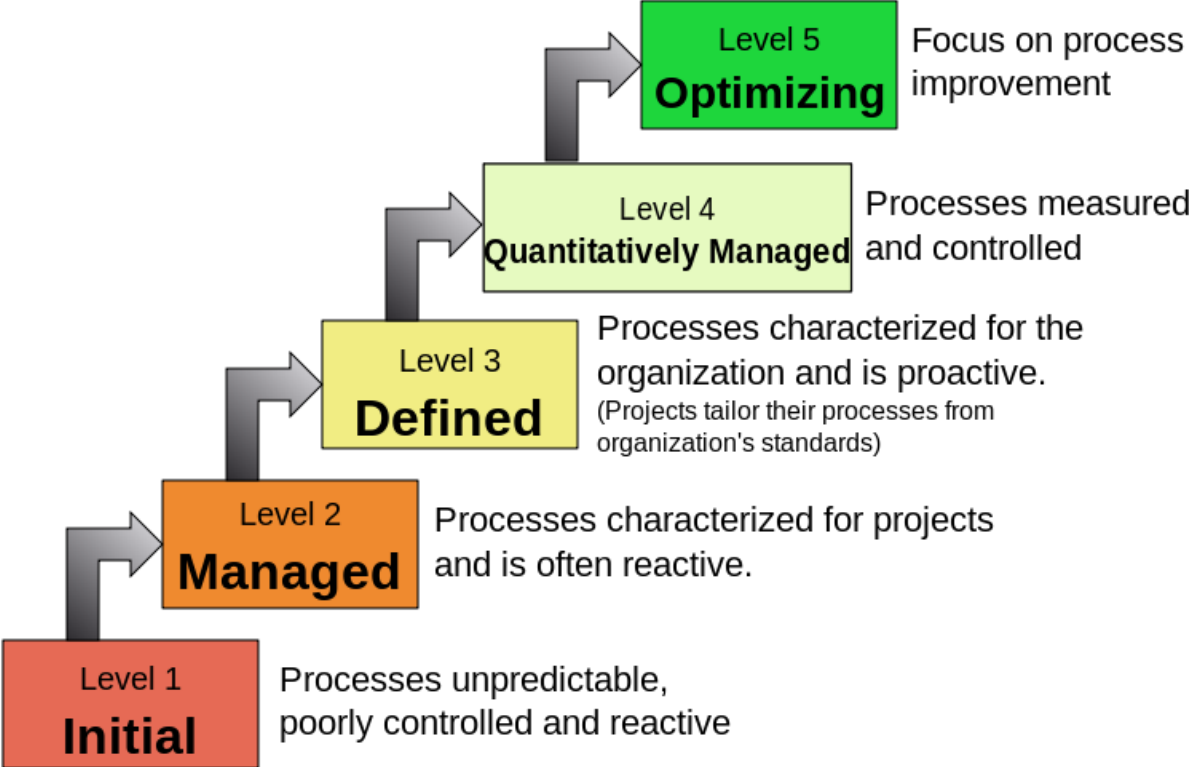 Level 5
Optimizing
Focus on process
improvement
Level 4
Quantitatively Managed
Processes measured
and controlled
Level 3
Defined
Processes characterized for the
organization and is proactive.
(Projects tailor their processes from
organization's standards)
Level 2
Managed
Processes characterized for projects
and is often reactive.
Level 1
Initial
Processes unpredictable,
poorly controlled and reactive